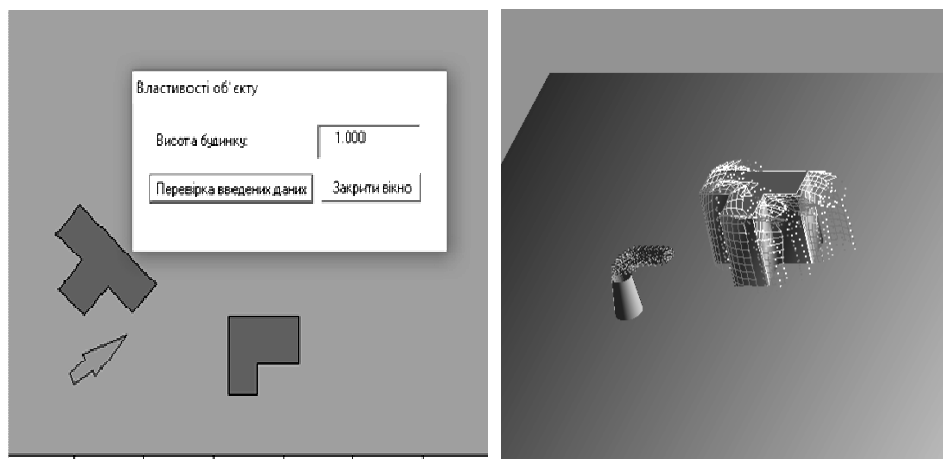 Властивості об'єкту
Висота будинку:
1.000
Перевірка введених даних
Закрити вікно